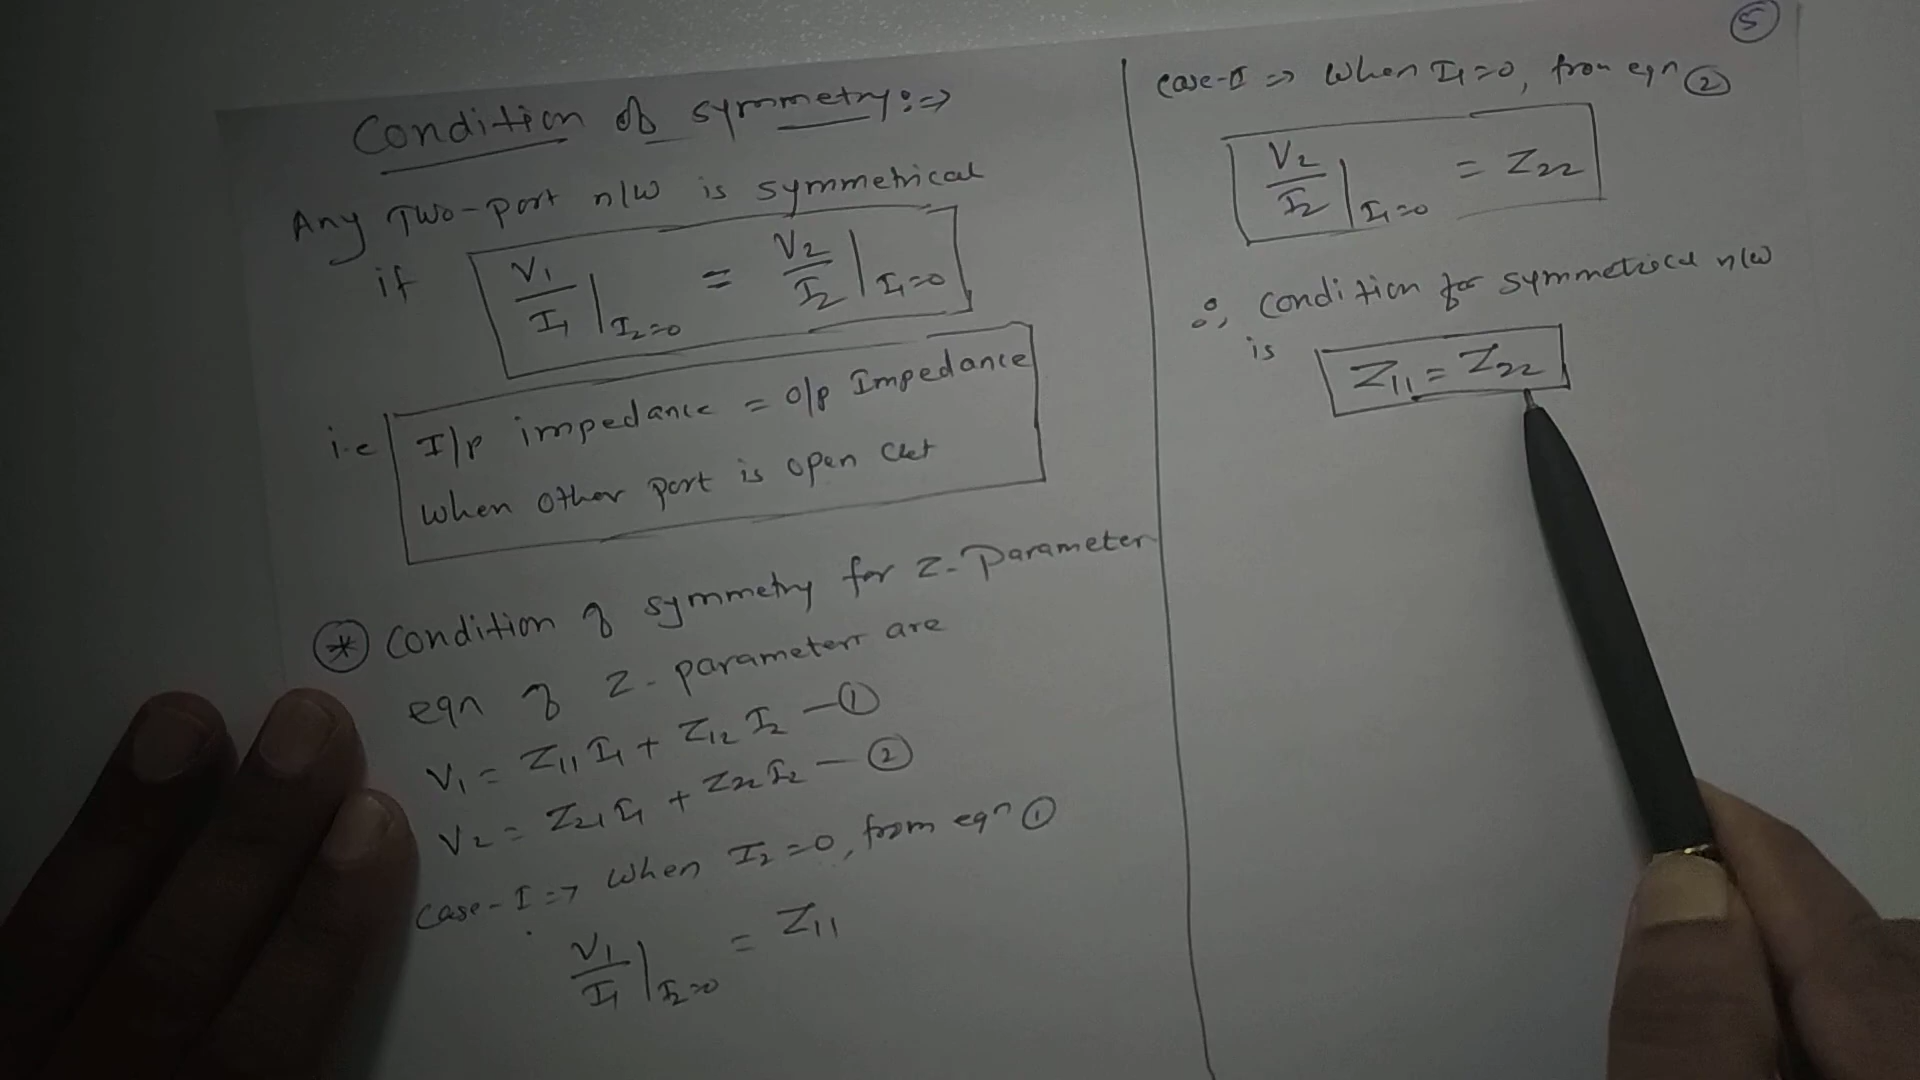 Condition of symmetry:⇒
Any Two-port n/w is symmetrical
if V1/I1 | I2=0 = V2/I2 | I1=0
i.e I/p impedance = o/p Impedance
when other port is open ckt
* Condition of symmetry for Z-Parameter
eqn of Z-parameters are
V1 = Z11 I1 + Z12 I2 —①
V2 = Z21 I1 + Z22 I2 —②
Case-I ⇒ when I2=0, from eqn ①
V1/I1 | I2=0 = Z11
⑤
Case-II ⇒ When I1=0, from eqn ②
V2/I2 | I1=0 = Z22
∴, Condition for symmetrical n/w
is Z11 = Z22